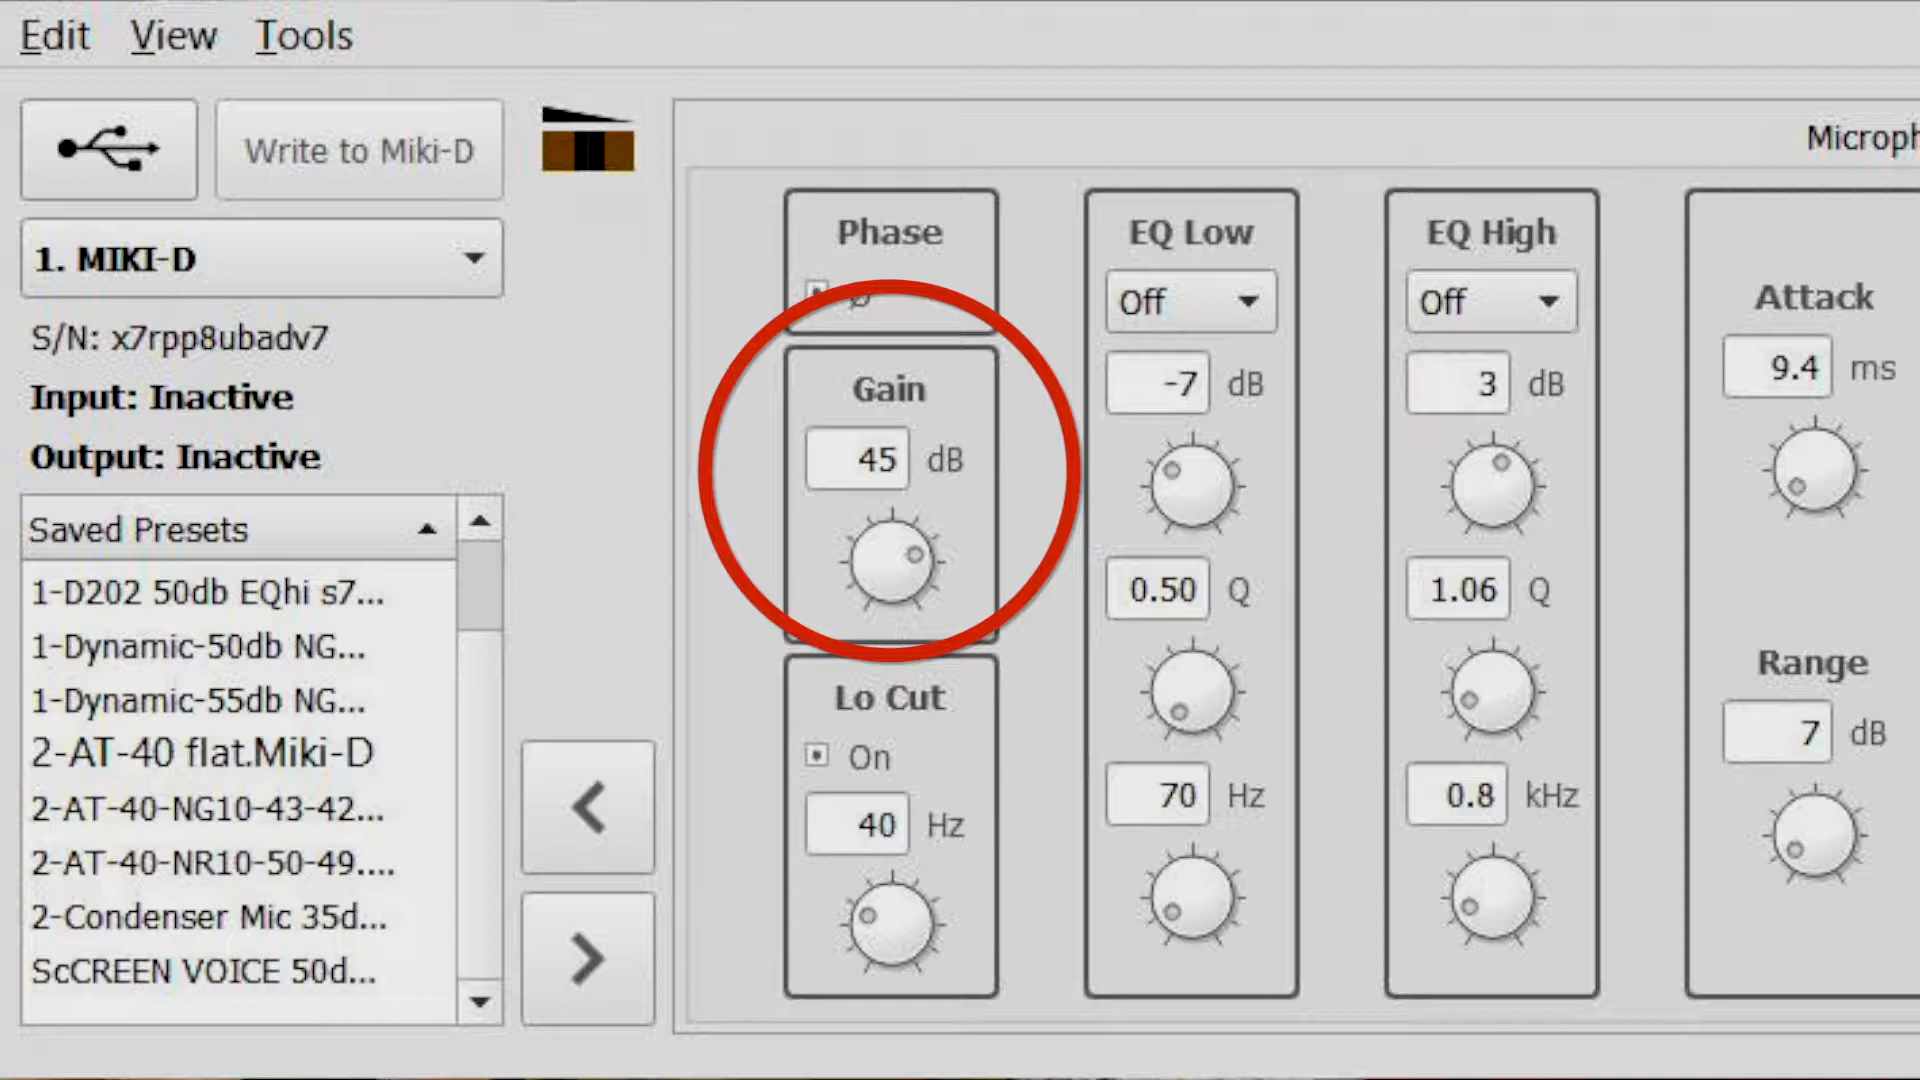 Edit View Tools
Write to Miki-D
1. MIKI-D
S/N: x7rpp8ubadv7
Input: Inactive
Output: Inactive
Saved Presets
1-D202 50db EQhi s7...
1-Dynamic-50db NG...
1-Dynamic-55db NG...
2-AT-40 flat.Miki-D
2-AT-40-NG10-43-42...
2-AT-40-NR10-50-49....
2-Condenser Mic 35d...
ScCREEN VOICE 50d...
Microph
Phase
Ø
Gain
45 dB
Lo Cut
On
40 Hz
EQ Low
Off
-7 dB
0.50 Q
70 Hz
EQ High
Off
3 dB
1.06 Q
0.8 kHz
Attack
9.4 ms
Range
7 dB